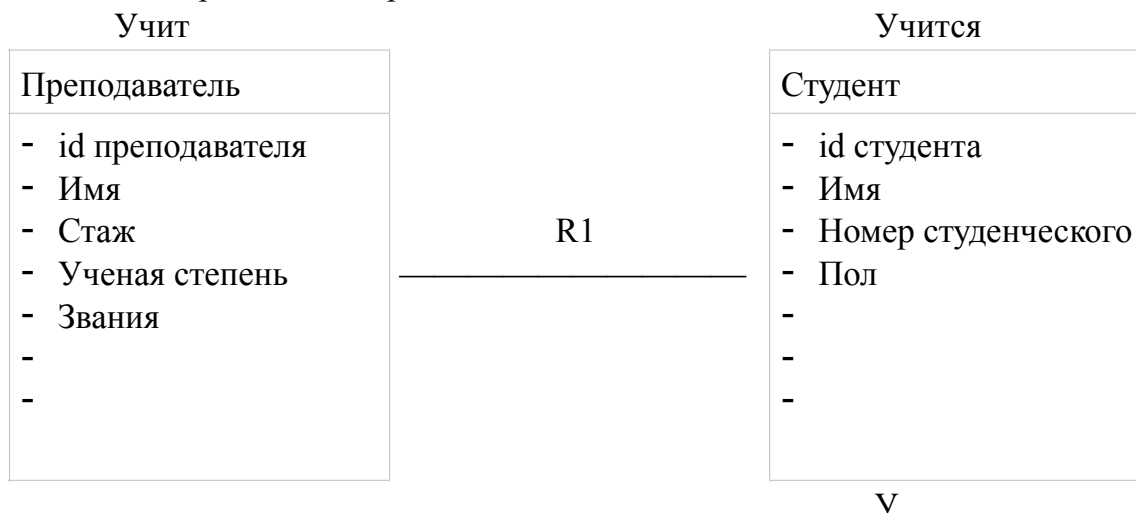 Учит
Учится
Преподаватель
- id преподавателя
- Имя
- Стаж
- Ученая степень
- Звания
-
-
R1
Студент
- id студента
- Имя
- Номер студенческого
- Пол
-
-
-